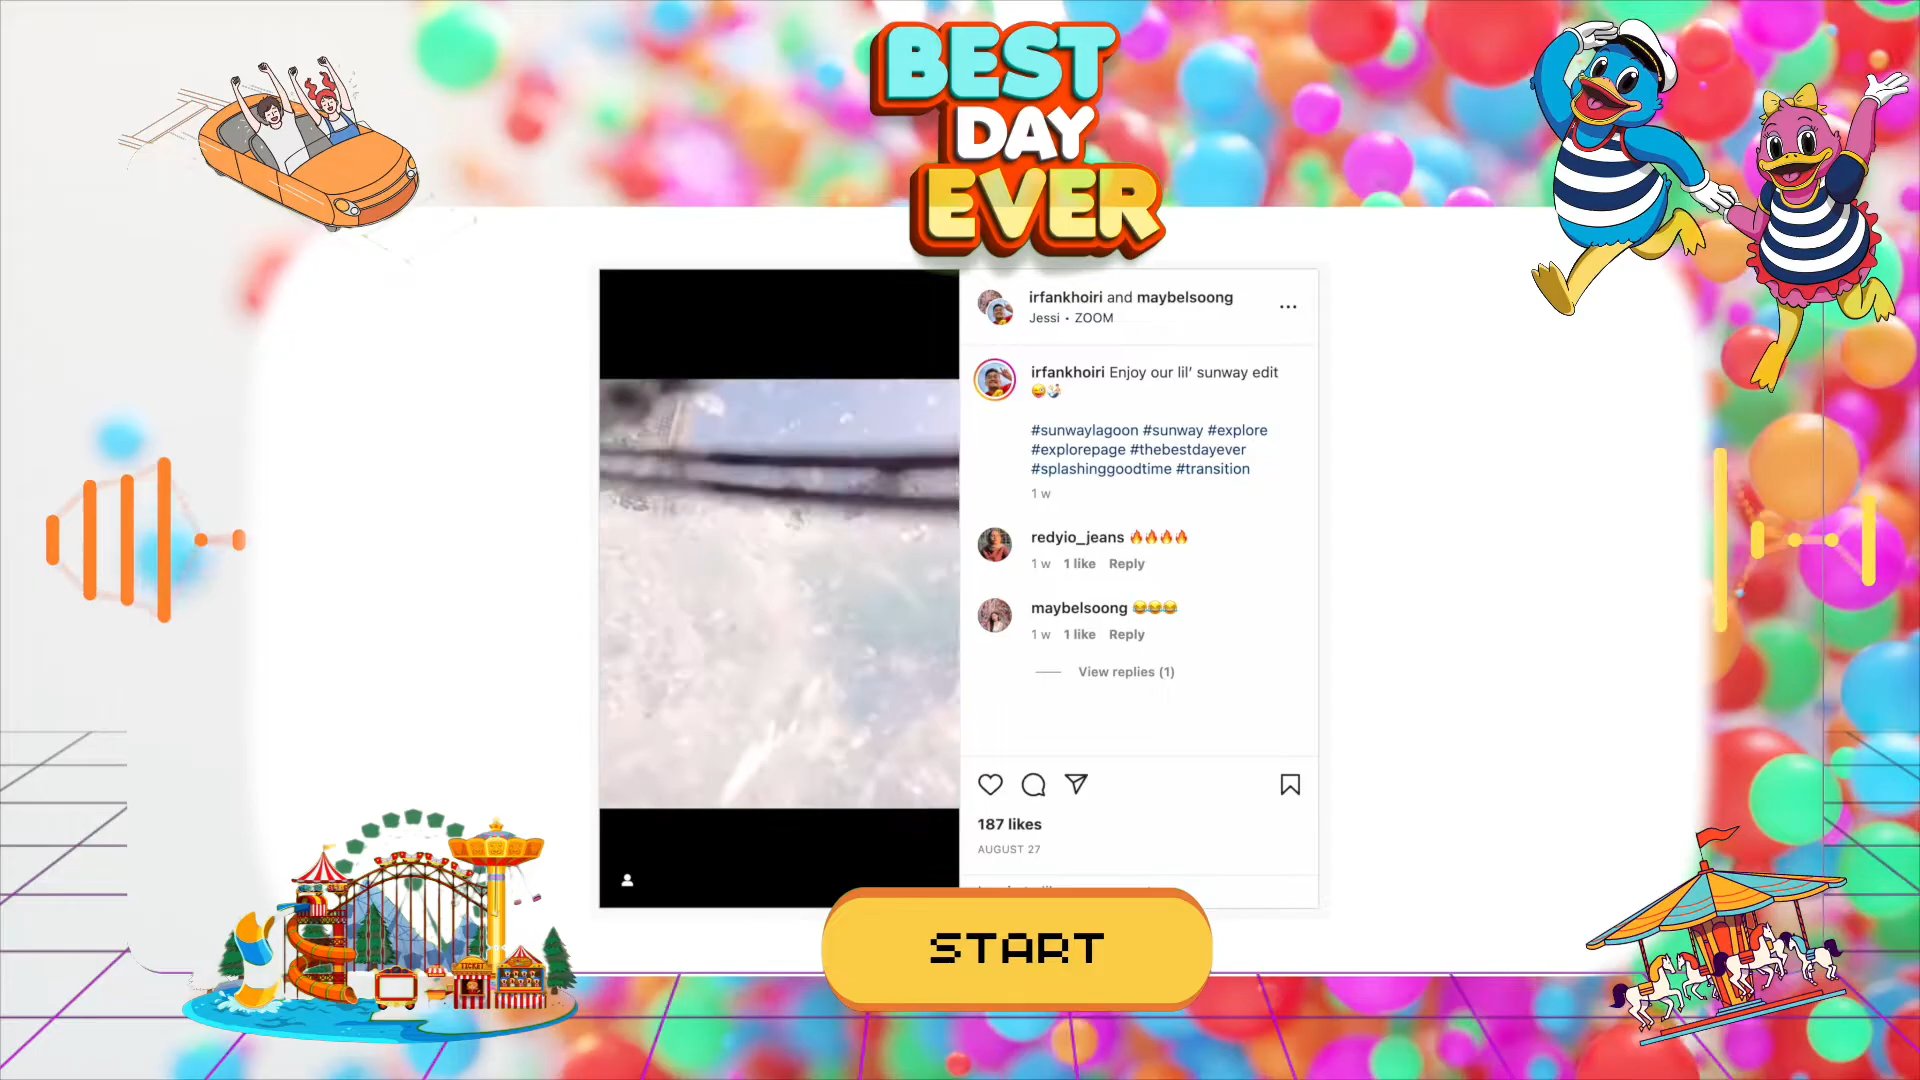 BEST
DAY
EVER
irfankhoiri and maybelsoong
Jessi • ZOOM
irfankhoiri Enjoy our lil’ sunway edit
😜🏄
#sunwaylagoon #sunway #explore
#explorepage #thebestdayever
#splashinggoodtime #transition
1 w
redyio_jeans 🔥🔥🔥🔥
1 w 1 like Reply
maybelsoong 😂😂😂
1 w 1 like Reply
View replies (1)
187 likes
AUGUST 27
START
TICKET